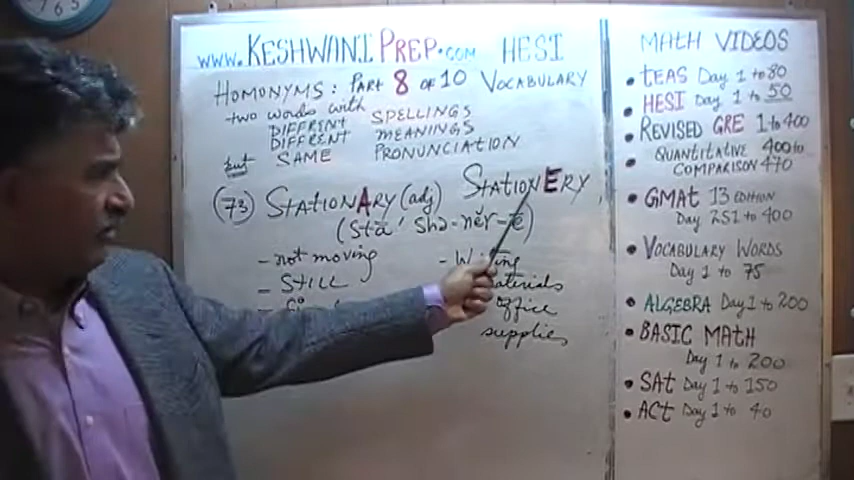 www.KESHWANIPREP.com HESI
HOMONYMS: PART 8 OF 10 VOCABULARY
- two words with
DIFFERENT SPELLINGS
DIFFERENT MEANINGS
but SAME PRONUNCIATION
(73) STATIONARY (adj) STATIONERY
(Stā' shə-nĕr-ē)
- not moving
- STILL
- Writing
materials
office
supplies
MATH VIDEOS
• TEAS Day 1 to 80
• HESI Day 1 to 50
• REVISED GRE 1 to 400
• QUANTITATIVE 400 to
COMPARISON 470
• GMAT 13 EDITION
Day 251 to 400
• VOCABULARY WORDS
Day 1 to 75
• ALGEBRA Day 1 to 200
• BASIC MATH
Day 1 to 200
• SAT Day 1 to 150
• ACT Day 1 to 40